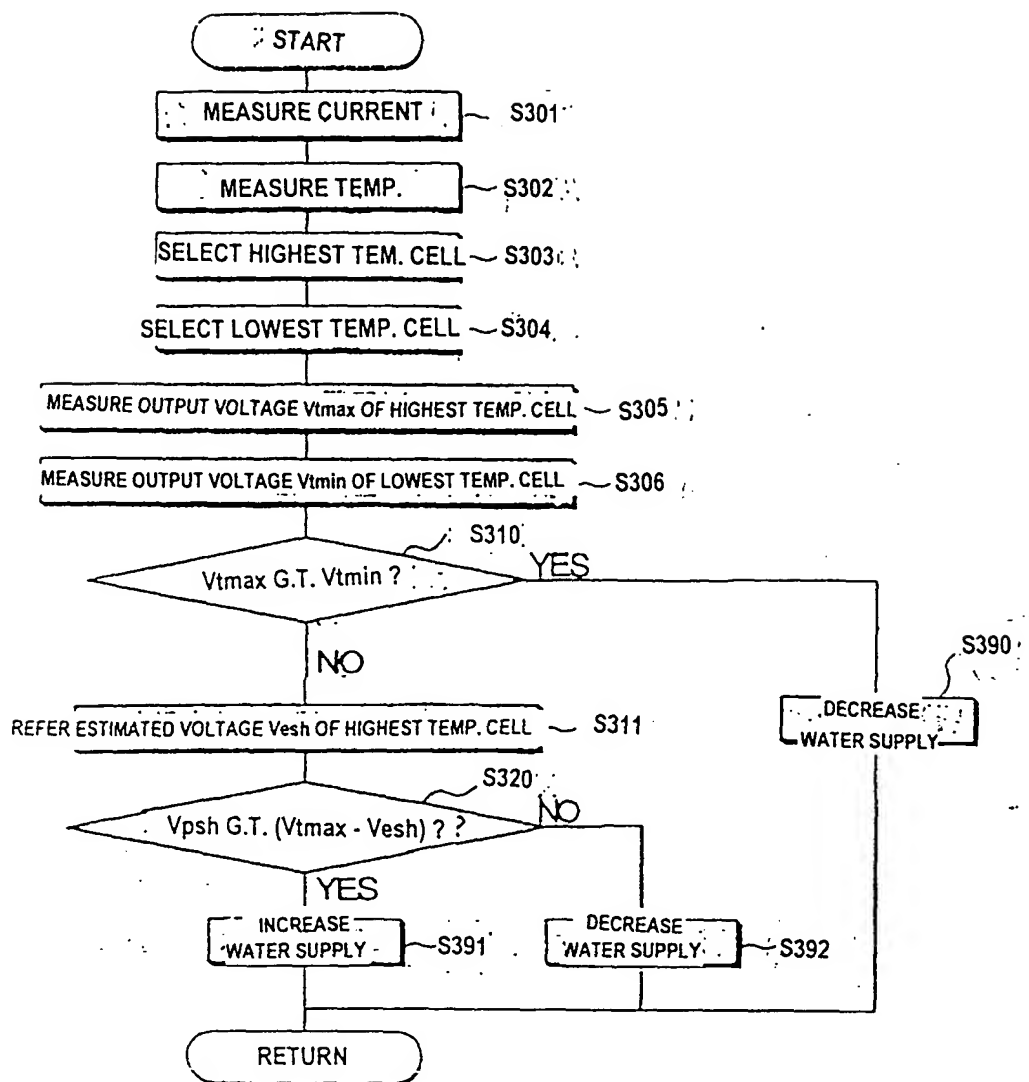 START
MEASURE CURRENT
S301
MEASURE TEMP.
S302
SELECT HIGHEST TEM. CELL
S303
SELECT LOWEST TEMP. CELL
S304
MEASURE OUTPUT VOLTAGE Vtmax OF HIGHEST TEMP. CELL
S305
MEASURE OUTPUT VOLTAGE Vtmin OF LOWEST TEMP. CELL
S306
S310
Vtmax G.T. Vtmin ?
YES
NO
S390
DECREASE
WATER SUPPLY
REFER ESTIMATED VOLTAGE Vesh OF HIGHEST TEMP. CELL
S311
S320
Vpsh G.T. (Vtmax - Vesh) ? ?
NO
YES
INCREASE
WATER SUPPLY
S391
DECREASE
WATER SUPPLY
S392
RETURN